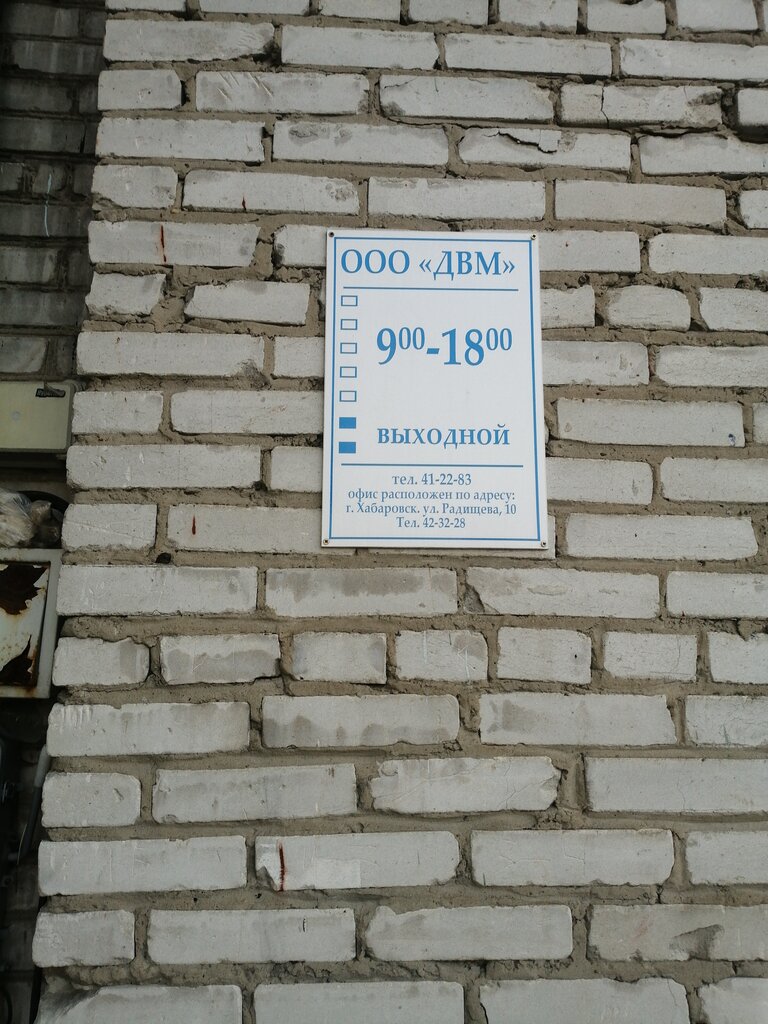 ООО «ДВМ»
9⁰⁰-18⁰⁰
ВЫХОДНОЙ
тел. 41-22-83
офис расположен по адресу:
г. Хабаровск. ул. Радищева, 10
Тел. 42-32-28